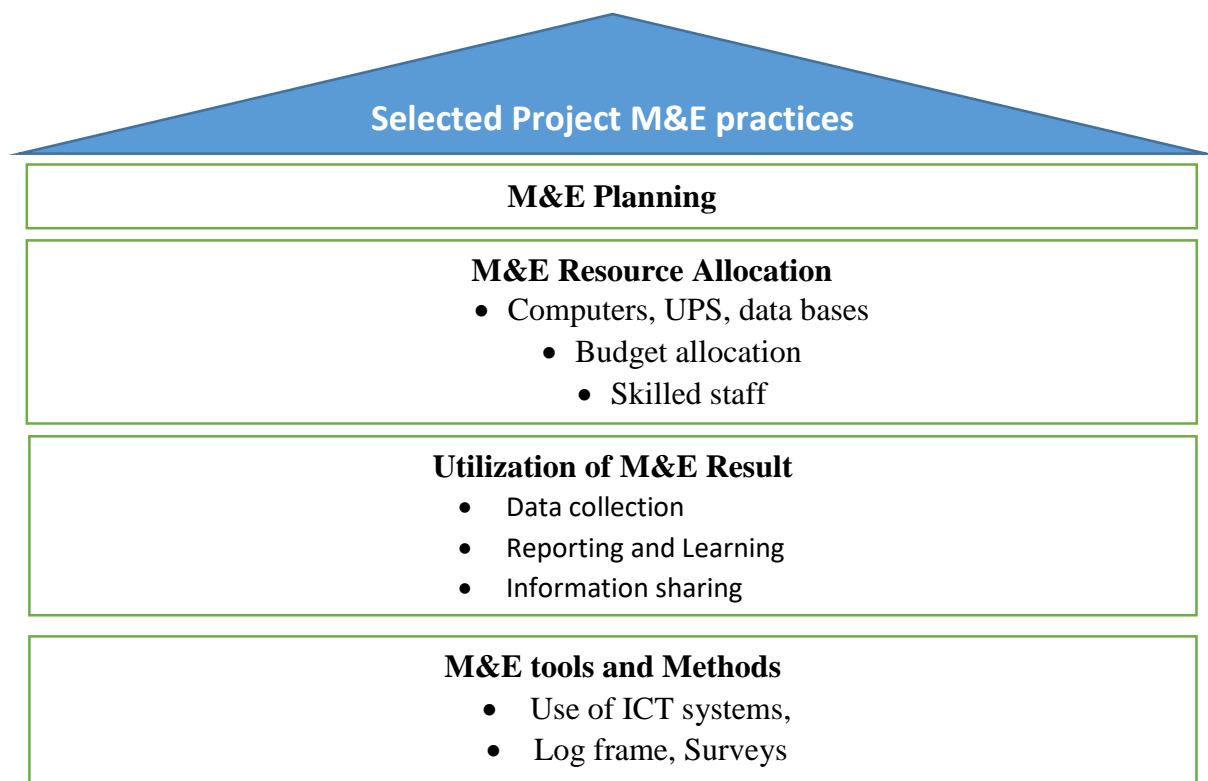 Selected Project M&E practices
M&E Planning
M&E Resource Allocation
• Computers, UPS, data bases
• Budget allocation
• Skilled staff
Utilization of M&E Result
• Data collection
• Reporting and Learning
• Information sharing
M&E tools and Methods
• Use of ICT systems,
• Log frame, Surveys